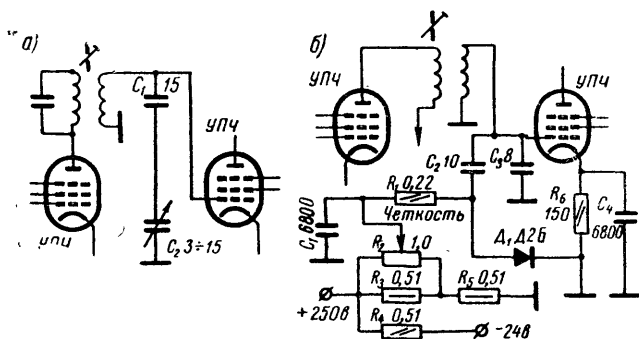 а)
C₁ 15
УПЧ
УПЧ
C₂ 3÷15
б)
УПЧ
УПЧ
C₂ 10
C₃ 8
R₁ 0,22
Четкость
C₁ 6800
R₂ 1,0
R₃ 0,51
R₅ 0,51
R₄ 0,51
+250в
-24в
Д₁ Д2Б
R₆ 150
C₄ 6800